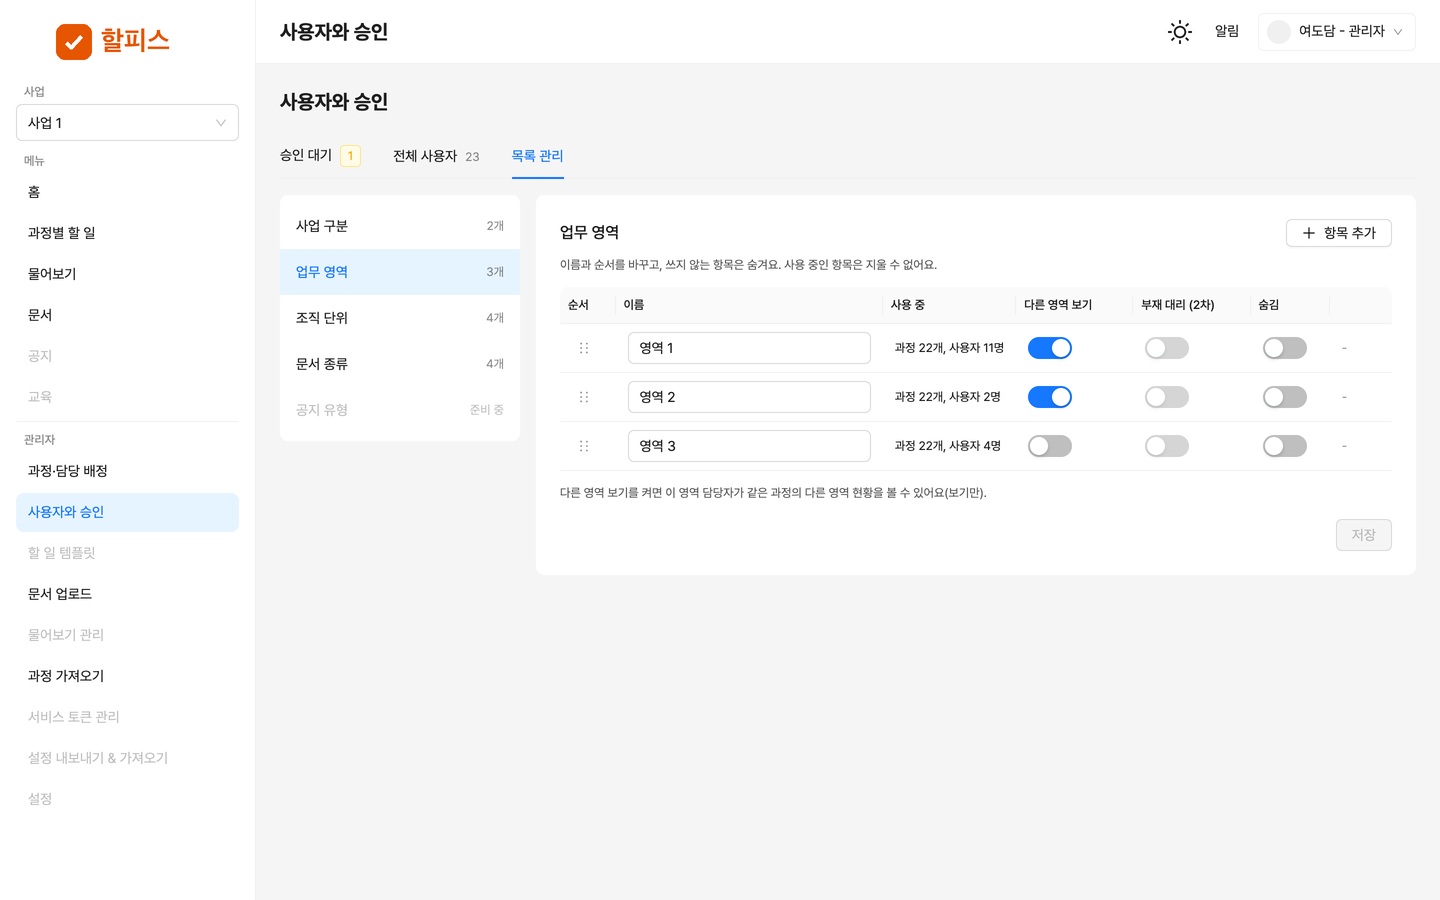 할피스
사업
사업 1
메뉴
홈
과정별 할 일
물어보기
문서
공지
교육
관리자
과정·담당 배정
사용자와 승인
할 일 템플릿
문서 업로드
물어보기 관리
과정 가져오기
서비스 토큰 관리
설정 내보내기 & 가져오기
설정
사용자와 승인
알림
여도담 - 관리자
사용자와 승인
승인 대기 1
전체 사용자 23
목록 관리
사업 구분 2개
업무 영역 3개
조직 단위 4개
문서 종류 4개
공지 유형 준비 중
업무 영역
항목 추가
이름과 순서를 바꾸고, 쓰지 않는 항목은 숨겨요. 사용 중인 항목은 지울 수 없어요.
순서 이름 사용 중 다른 영역 보기 부재 대리 (2차) 숨김
영역 1 과정 22개, 사용자 11명 -
영역 2 과정 22개, 사용자 2명 -
영역 3 과정 22개, 사용자 4명 -
다른 영역 보기를 켜면 이 영역 담당자가 같은 과정의 다른 영역 현황을 볼 수 있어요(보기만).
저장